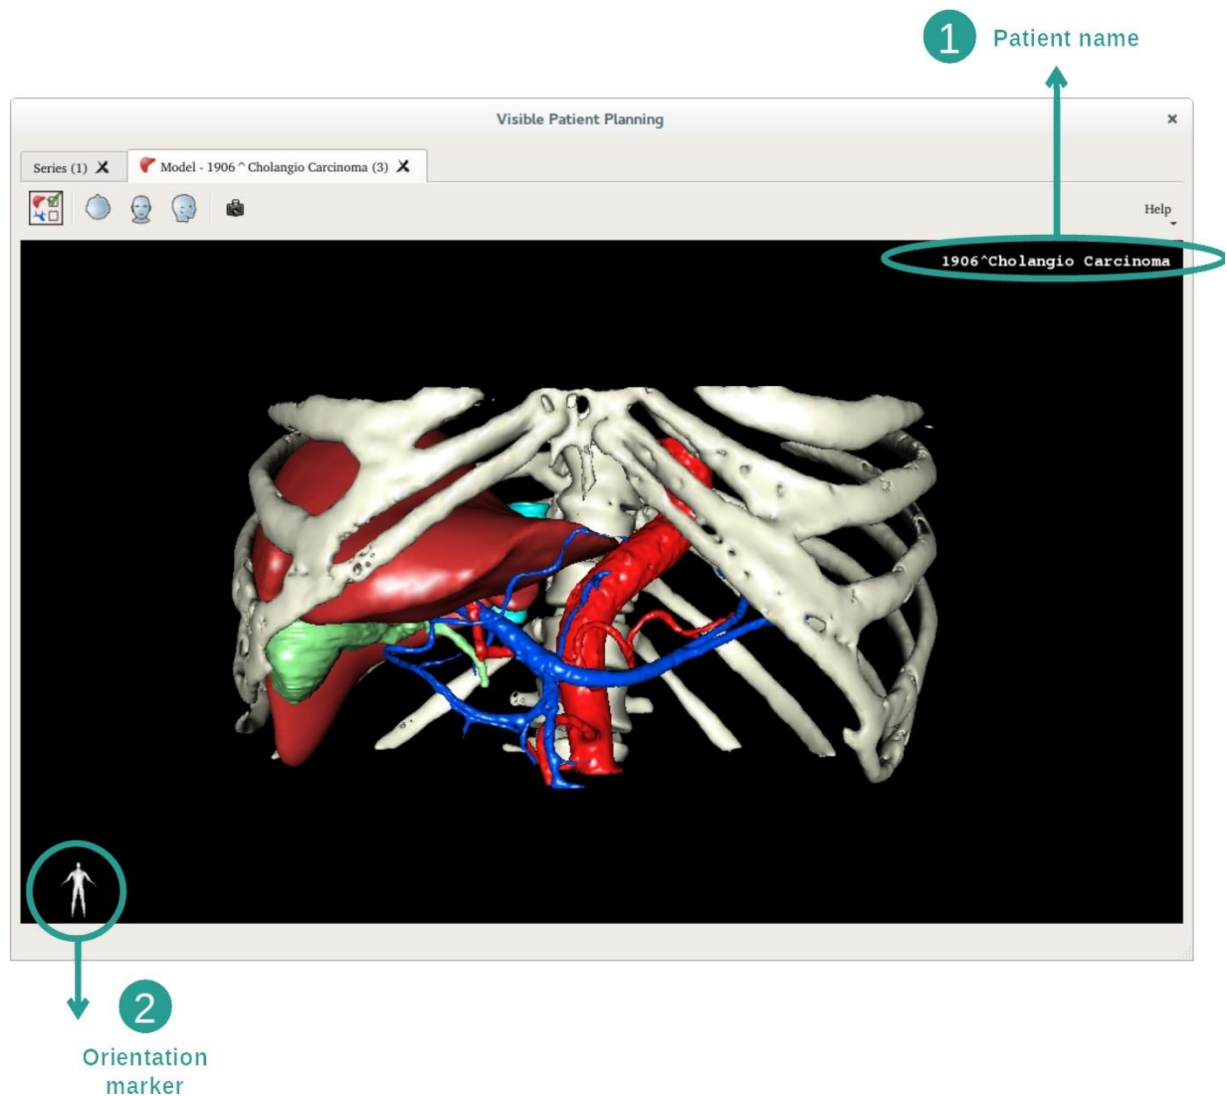 1 Patient name
Visible Patient Planning
Series (1) Model - 1906 ^ Cholangio Carcinoma (3)
Help
1906^Cholangio Carcinoma
2
Orientation
marker